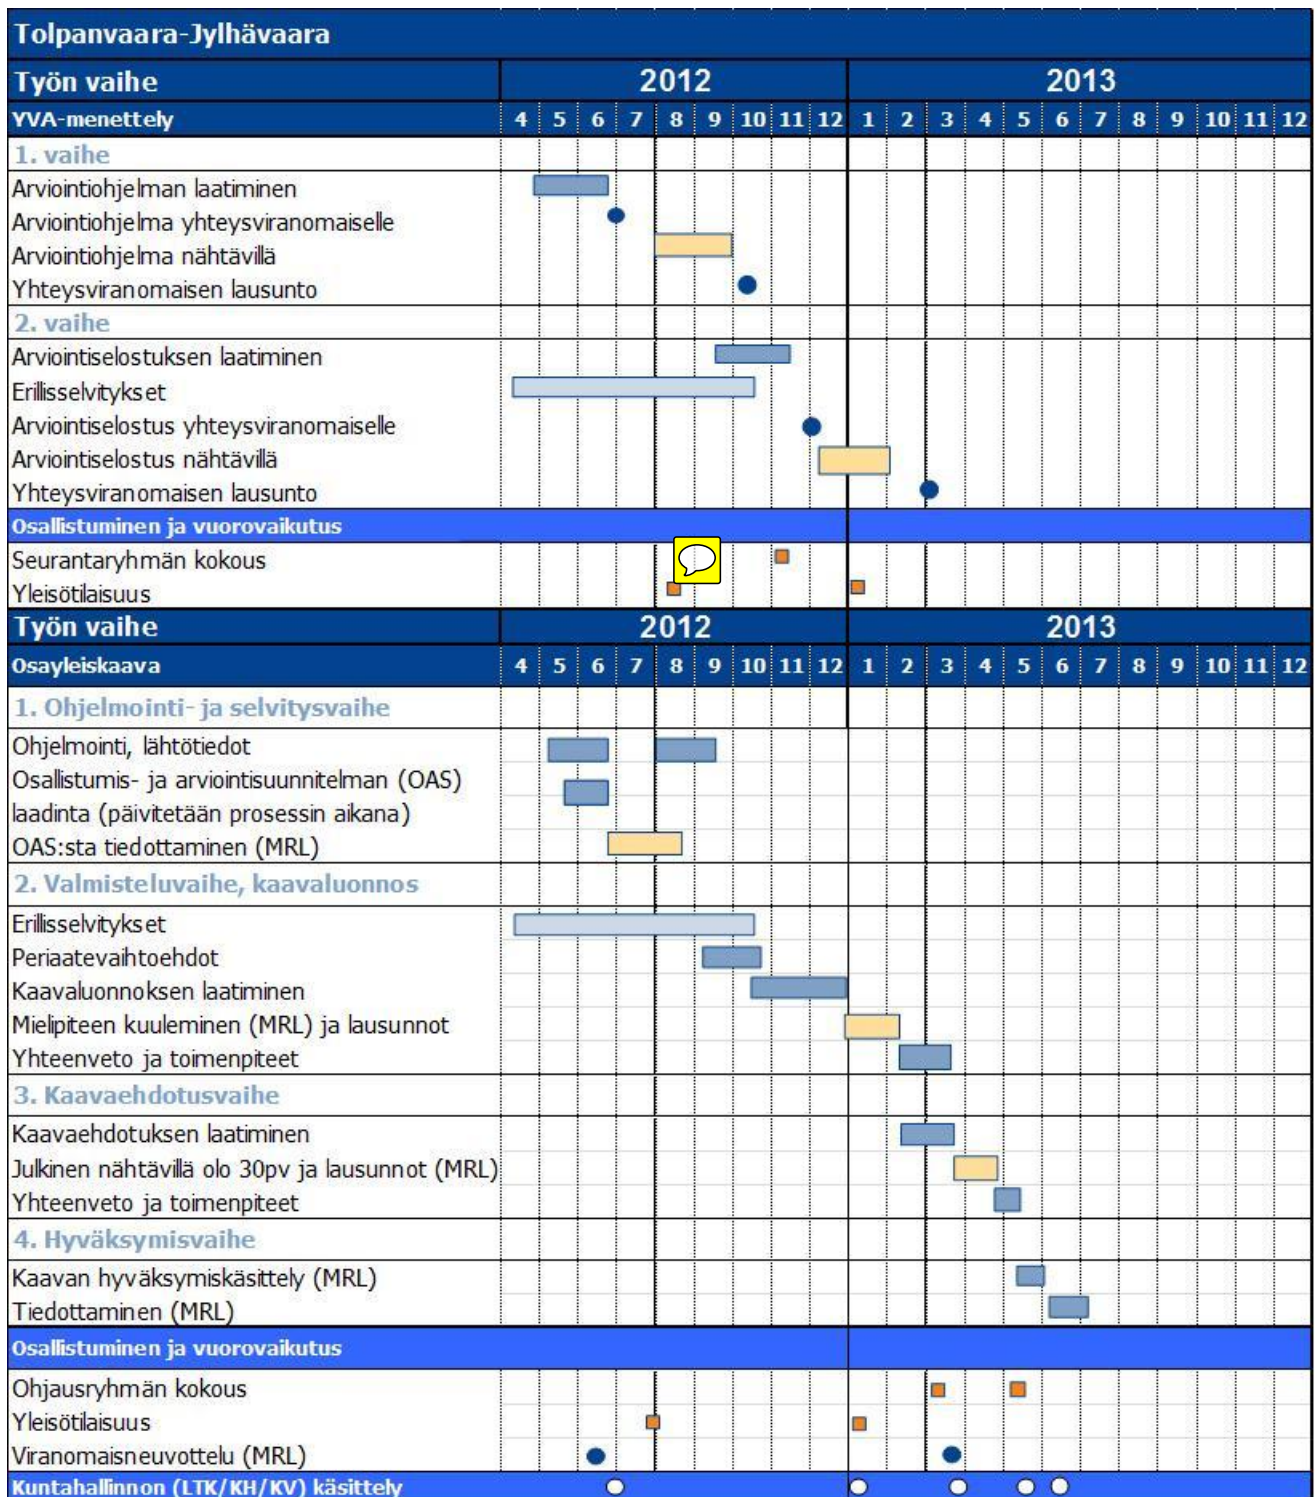 Tolpanvaara-Jylhävaara
Työn vaihe 2012 2013
YVA-menettely 4 5 6 7 8 9 10 11 12 1 2 3 4 5 6 7 8 9 10 11 12
1. vaihe
Arviointiohjelman laatiminen
Arviointiohjelma yhteysviranomaiselle
Arviointiohjelma nähtävillä
Yhteysviranomaisen lausunto
2. vaihe
Arviointiselostuksen laatiminen
Erillisselvitykset
Arviointiselostus yhteysviranomaiselle
Arviointiselostus nähtävillä
Yhteysviranomaisen lausunto
Osallistuminen ja vuorovaikutus
Seurantaryhmän kokous
Yleisötilaisuus
Työn vaihe 2012 2013
Osayleiskaava 4 5 6 7 8 9 10 11 12 1 2 3 4 5 6 7 8 9 10 11 12
1. Ohjelmointi- ja selvitysvaihe
Ohjelmointi, lähtötiedot
Osallistumis- ja arviointisuunnitelman (OAS)
laadinta (päivitetään prosessin aikana)
OAS:sta tiedottaminen (MRL)
2. Valmisteluvaihe, kaavaluonnos
Erillisselvitykset
Periaatevaihtoehdot
Kaavaluonnoksen laatiminen
Mielipiteen kuuleminen (MRL) ja lausunnot
Yhteenveto ja toimenpiteet
3. Kaavaehdotusvaihe
Kaavaehdotuksen laatiminen
Julkinen nähtävillä olo 30pv ja lausunnot (MRL)
Yhteenveto ja toimenpiteet
4. Hyväksymisvaihe
Kaavan hyväksymiskäsittely (MRL)
Tiedottaminen (MRL)
Osallistuminen ja vuorovaikutus
Ohjausryhmän kokous
Yleisötilaisuus
Viranomaisneuvottelu (MRL)
Kuntahallinnon (LTK/KH/KV) käsittely